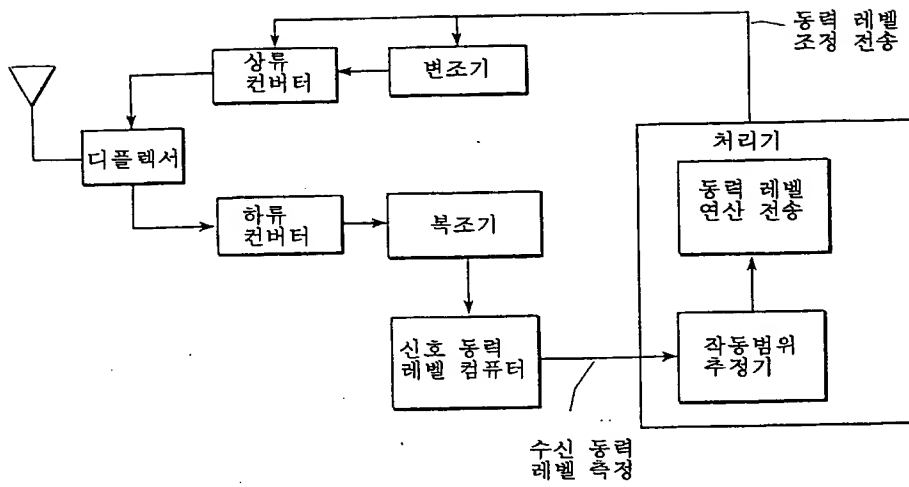 동력 레벨
조정 전송
상류
컨버터
변조기
디플렉서
처리기
동력 레벨
연산 전송
하류
컨버터
복조기
신호 동력
레벨 컴퓨터
작동범위
추정기
수신 동력
레벨 측정